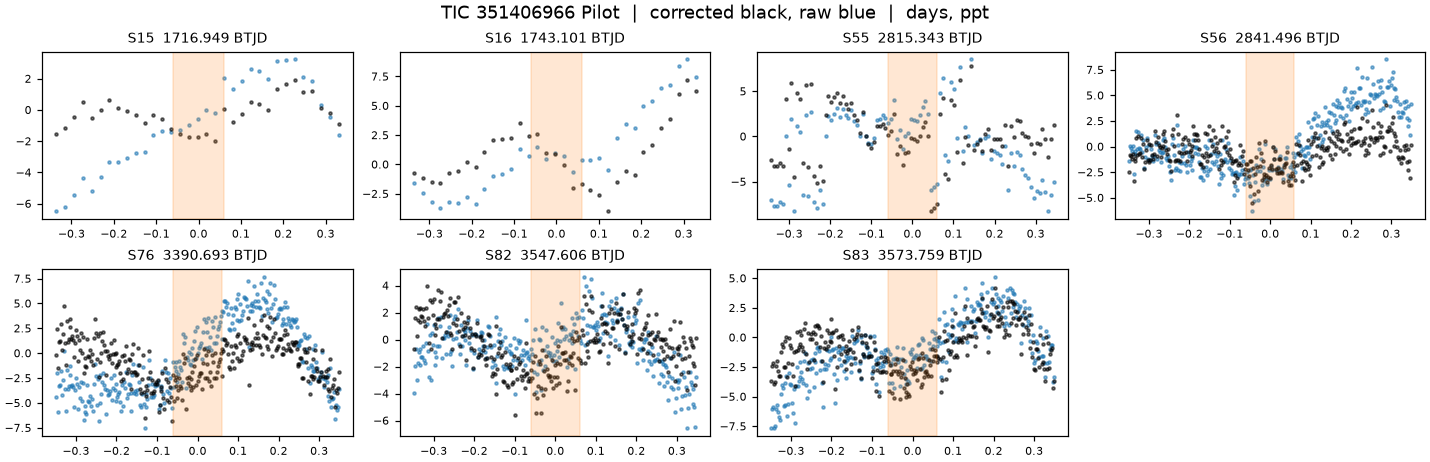 TIC 351406966 Pilot | corrected black, raw blue | days, ppt
S15 1716.949 BTJD
S16 1743.101 BTJD
S55 2815.343 BTJD
S56 2841.496 BTJD
2
0
−2
−4
−6
−0.3 −0.2 −0.1 0.0 0.1 0.2 0.3
7.5
5.0
2.5
0.0
−2.5
−0.3 −0.2 −0.1 0.0 0.1 0.2 0.3
5
0
−5
−0.3 −0.2 −0.1 0.0 0.1 0.2 0.3
7.5
5.0
2.5
0.0
−2.5
−5.0
−0.3 −0.2 −0.1 0.0 0.1 0.2 0.3
S76 3390.693 BTJD
S82 3547.606 BTJD
S83 3573.759 BTJD
7.5
5.0
2.5
0.0
−2.5
−5.0
−7.5
−0.3 −0.2 −0.1 0.0 0.1 0.2 0.3
4
2
0
−2
−4
−6
−0.3 −0.2 −0.1 0.0 0.1 0.2 0.3
5.0
2.5
0.0
−2.5
−5.0
−7.5
−0.3 −0.2 −0.1 0.0 0.1 0.2 0.3